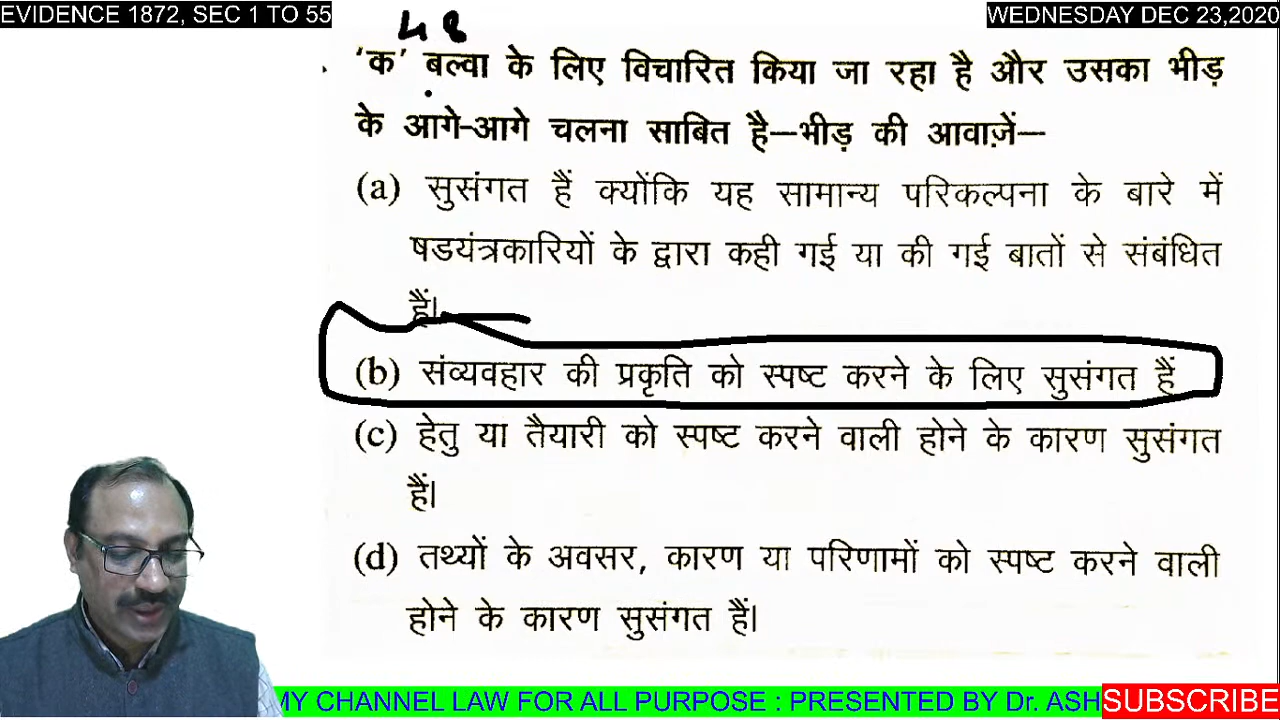 EVIDENCE 1872, SEC 1 TO 55
WEDNESDAY DEC 23,2020
48
'क' बल्वा के लिए विचारित किया जा रहा है और उसका भीड़
के आगे-आगे चलना साबित है—भीड़ की आवाज़ें—
(a) सुसंगत हैं क्योंकि यह सामान्य परिकल्पना के बारे में
षडयंत्रकारियों के द्वारा कही गई या की गई बातों से संबंधित
हैं।
(b) संव्यवहार की प्रकृति को स्पष्ट करने के लिए सुसंगत हैं
(c) हेतु या तैयारी को स्पष्ट करने वाली होने के कारण सुसंगत
हैं।
(d) तथ्यों के अवसर, कारण या परिणामों को स्पष्ट करने वाली
होने के कारण सुसंगत हैं।
MY CHANNEL LAW FOR ALL PURPOSE : PRESENTED BY Dr. ASH
SUBSCRIBE